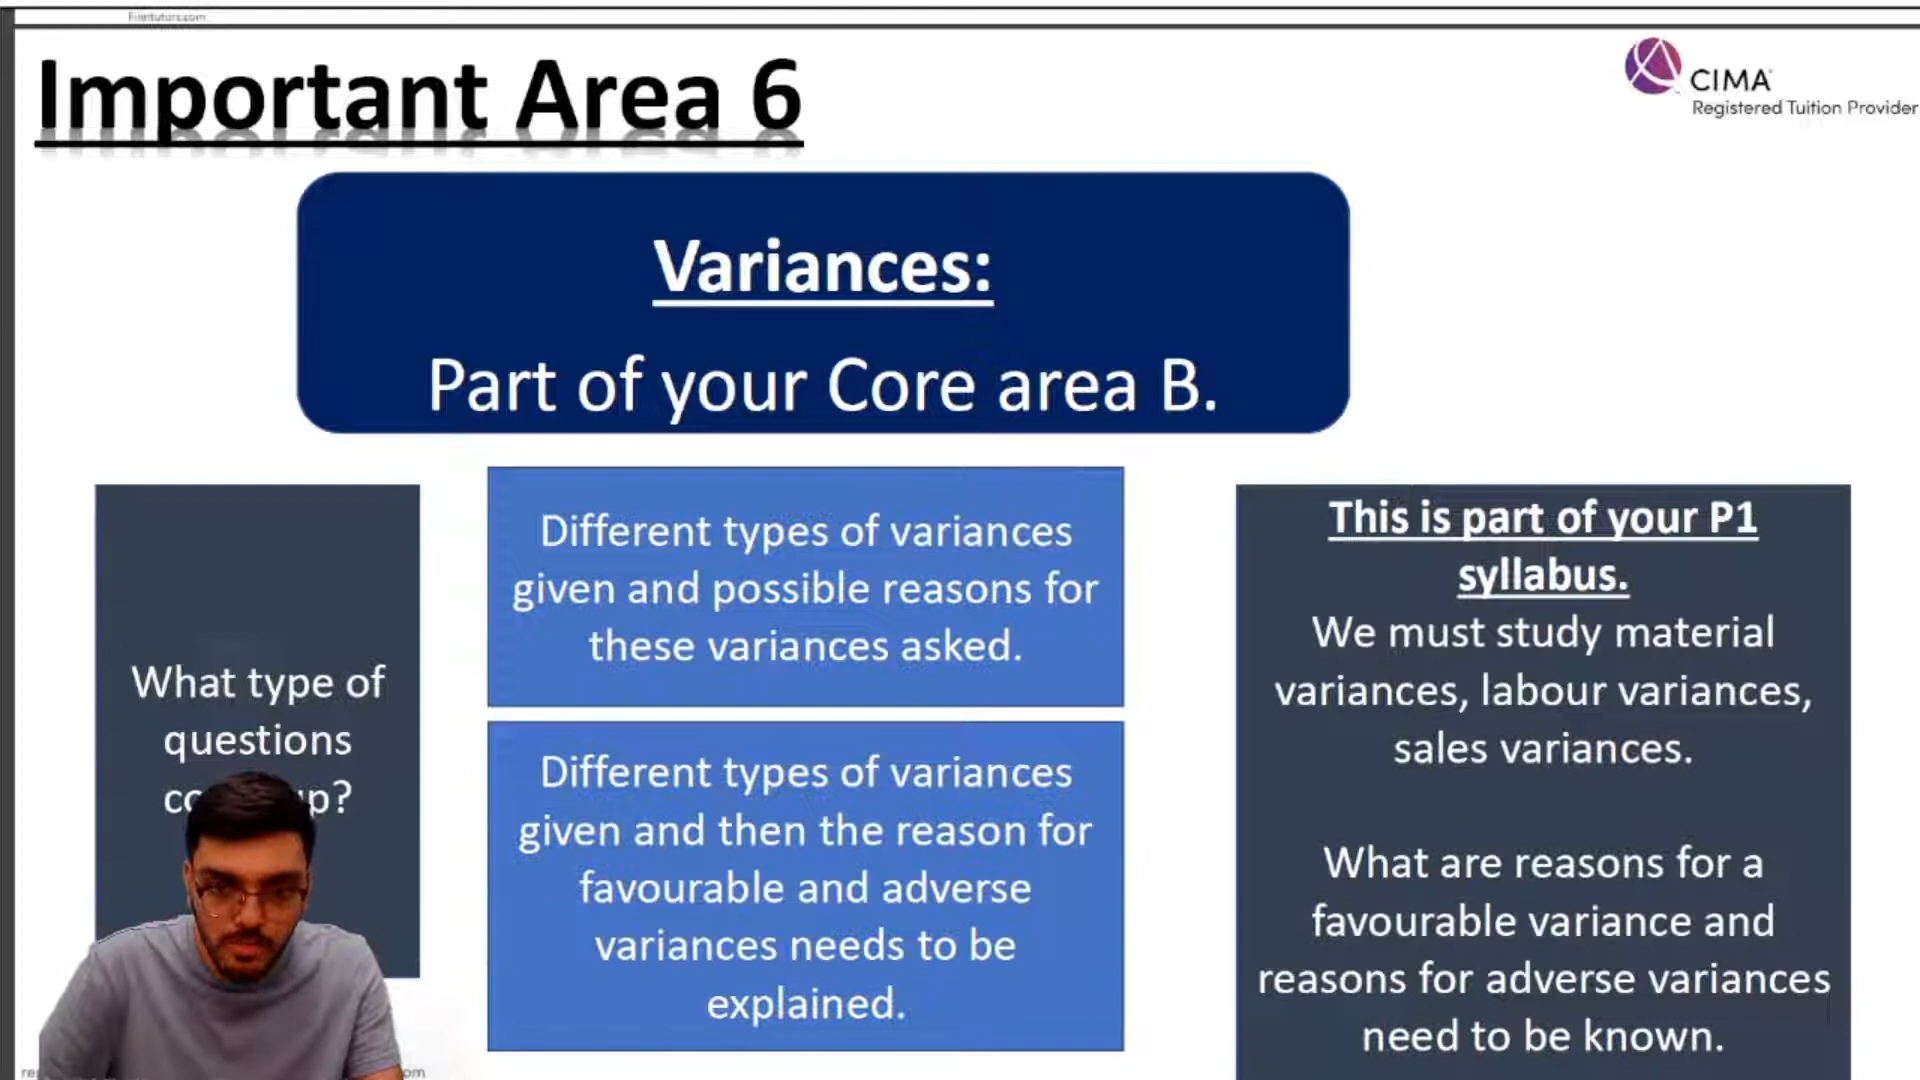 Finntutors.com
Important Area 6
CIMA
Registered Tuition Provider
Variances:
Part of your Core area B.
What type of
questions
up?
Different types of variances
given and possible reasons for
these variances asked.
Different types of variances
given and then the reason for
favourable and adverse
variances needs to be
explained.
This is part of your P1
syllabus.
We must study material
variances, labour variances,
sales variances.
What are reasons for a
favourable variance and
reasons for adverse variances
need to be known.